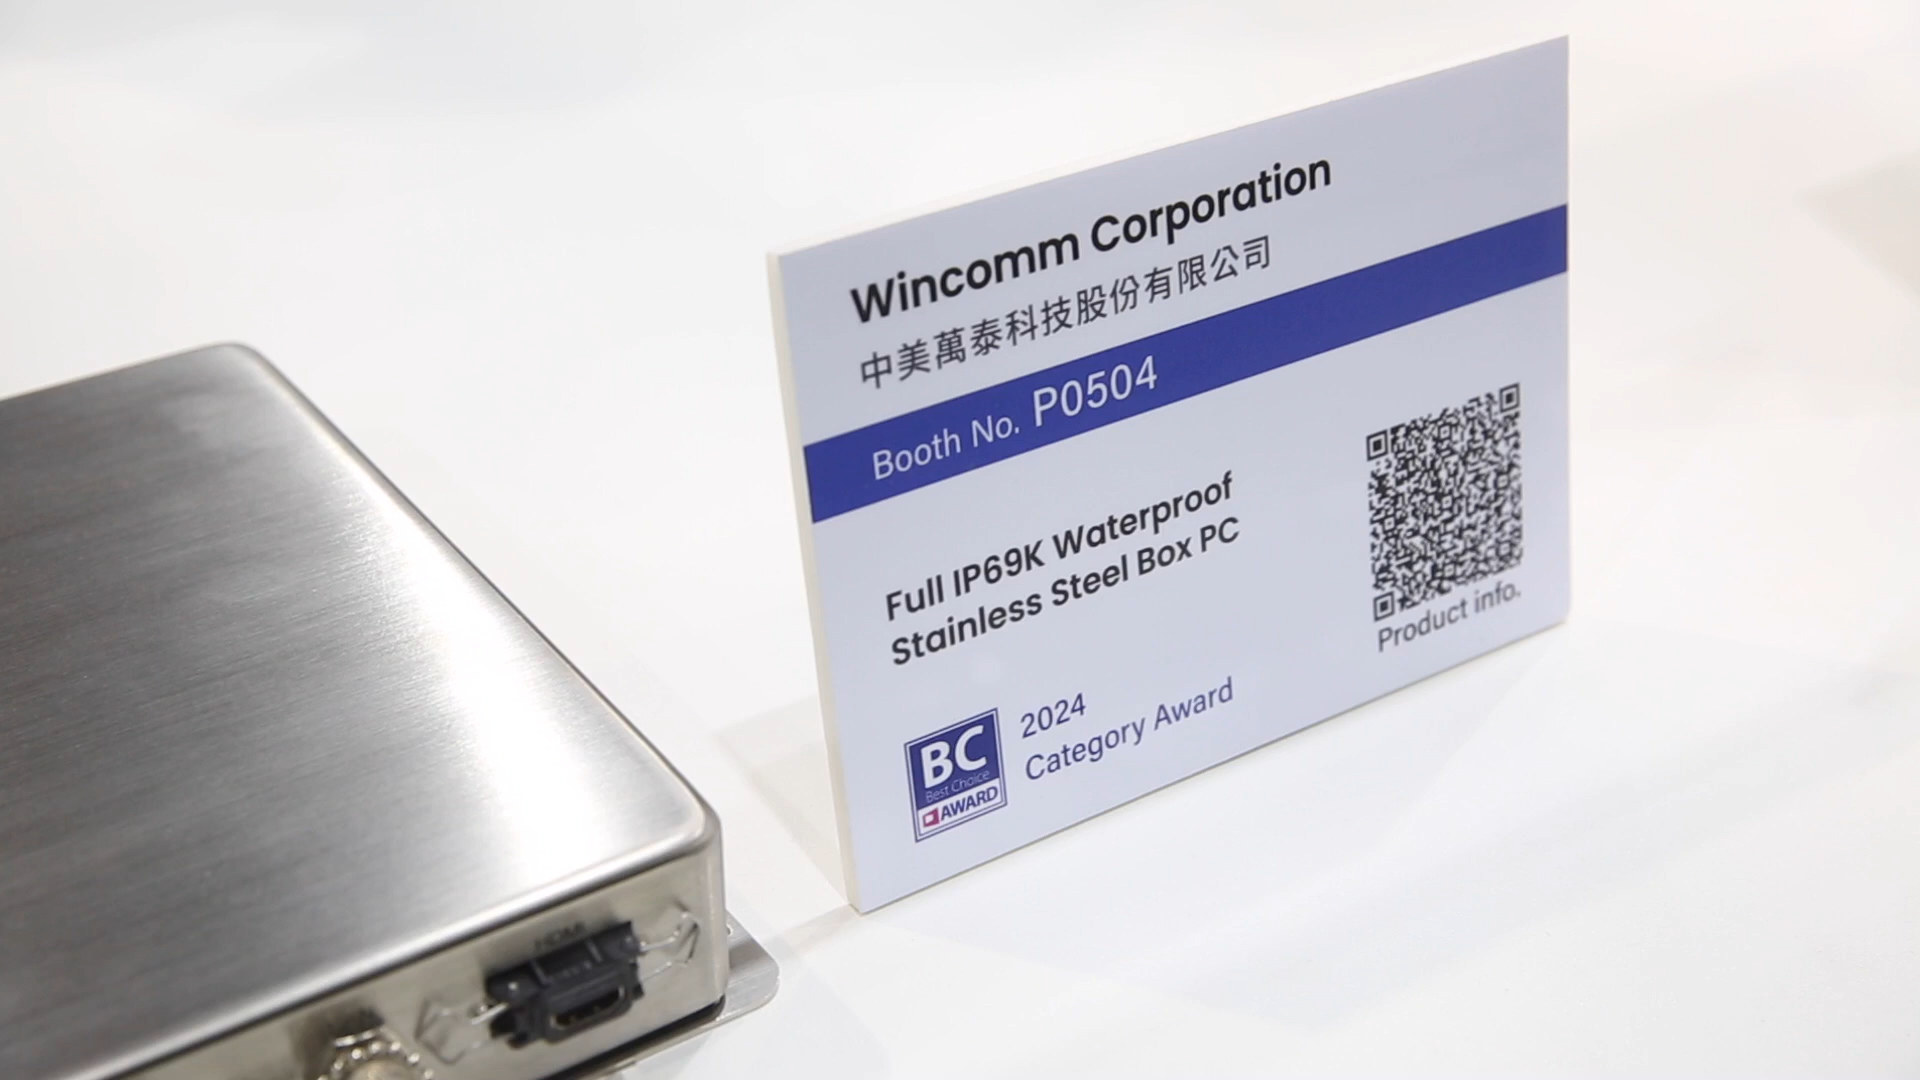 Wincomm Corporation
中美萬泰科技股份有限公司
Booth No. P0504
Full IP69K Waterproof
Stainless Steel Box PC
Product info.
BC
Best Choice
AWARD
2024
Category Award
HDMI